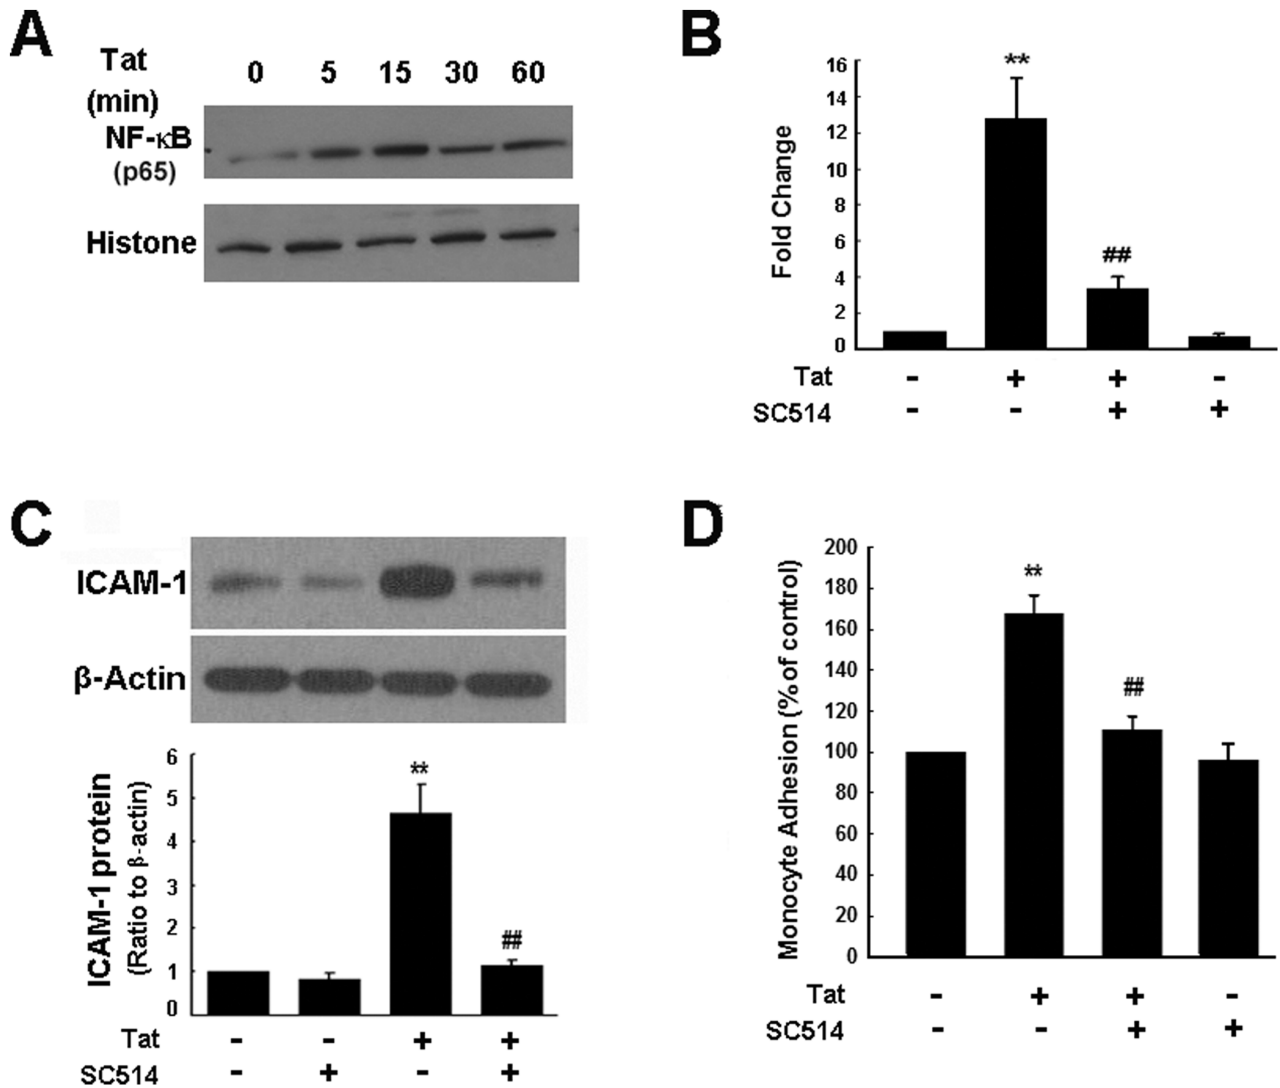 A
Tat
(min)
0 5 15 30 60
NF-κB
(p65)
Histone
B
Fold Change
16
14
12
10
8
6
4
2
0
**
##
Tat - + + -
SC514 - - + +
C
ICAM-1
β-Actin
ICAM-1 protein
(Ratio to β-actin)
6
5
4
3
2
1
0
**
##
Tat - - + +
SC514 - + - +
D
Monocyte Adhesion (% of control)
200
180
160
140
120
100
80
60
40
20
0
**
##
Tat - + + -
SC514 - - + +